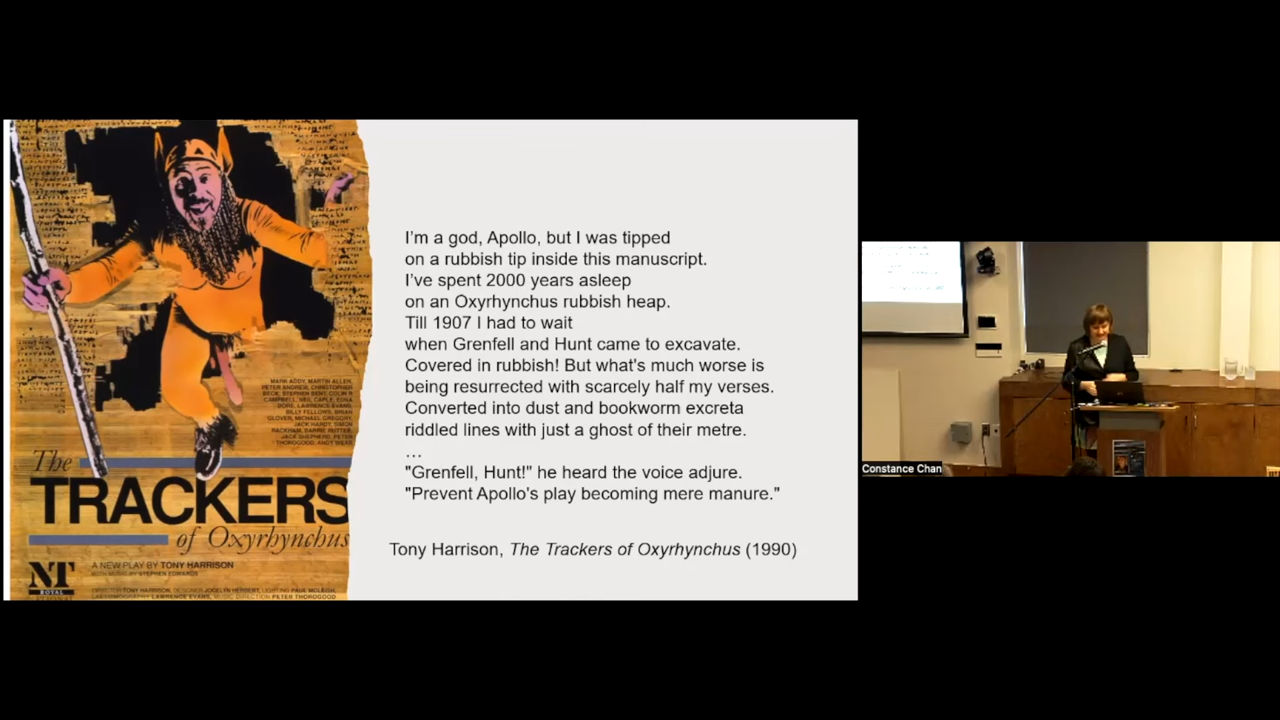 I'm a god, Apollo, but I was tipped
on a rubbish tip inside this manuscript.
I've spent 2000 years asleep
on an Oxyrhynchus rubbish heap.
Till 1907 I had to wait
when Grenfell and Hunt came to excavate.
Covered in rubbish! But what's much worse is
being resurrected with scarcely half my verses.
Converted into dust and bookworm excreta
riddled lines with just a ghost of their metre.
...
"Grenfell, Hunt!" he heard the voice adjure.
"Prevent Apollo's play becoming mere manure."
Tony Harrison, The Trackers of Oxyrhynchus (1990)
MARK ADDY, MARTIN ALLEN,
PETER ANDREW, CHRISTOPHER
BECK, STEPHEN BENT, COLIN R
CAMPBELL, NEIL CAPLE, EDNA
DORE, LAWRENCE EVANS,
BILLY FELLOWS, BRIAN
GLOVER, MICHAEL GREGORY,
JACK HARDY, SIMON
RACKHAM, BARRIE RUTTER,
JACK SHEPHERD, PETER
THOROGOOD,
The
TRACKERS
of Oxyrhynchus
A NEW PLAY BY TONY HARRISON
WITH MUSIC BY STEPHEN EDWARDS
NT
ROYAL
DIRECTOR TONY HARRISON, DESIGNER JOCELYN HERBERT, LIGHTING PAUL
LAWRENCE EVANS, MUSIC DIRECTION PETER THOROGOOD
Constance Chan